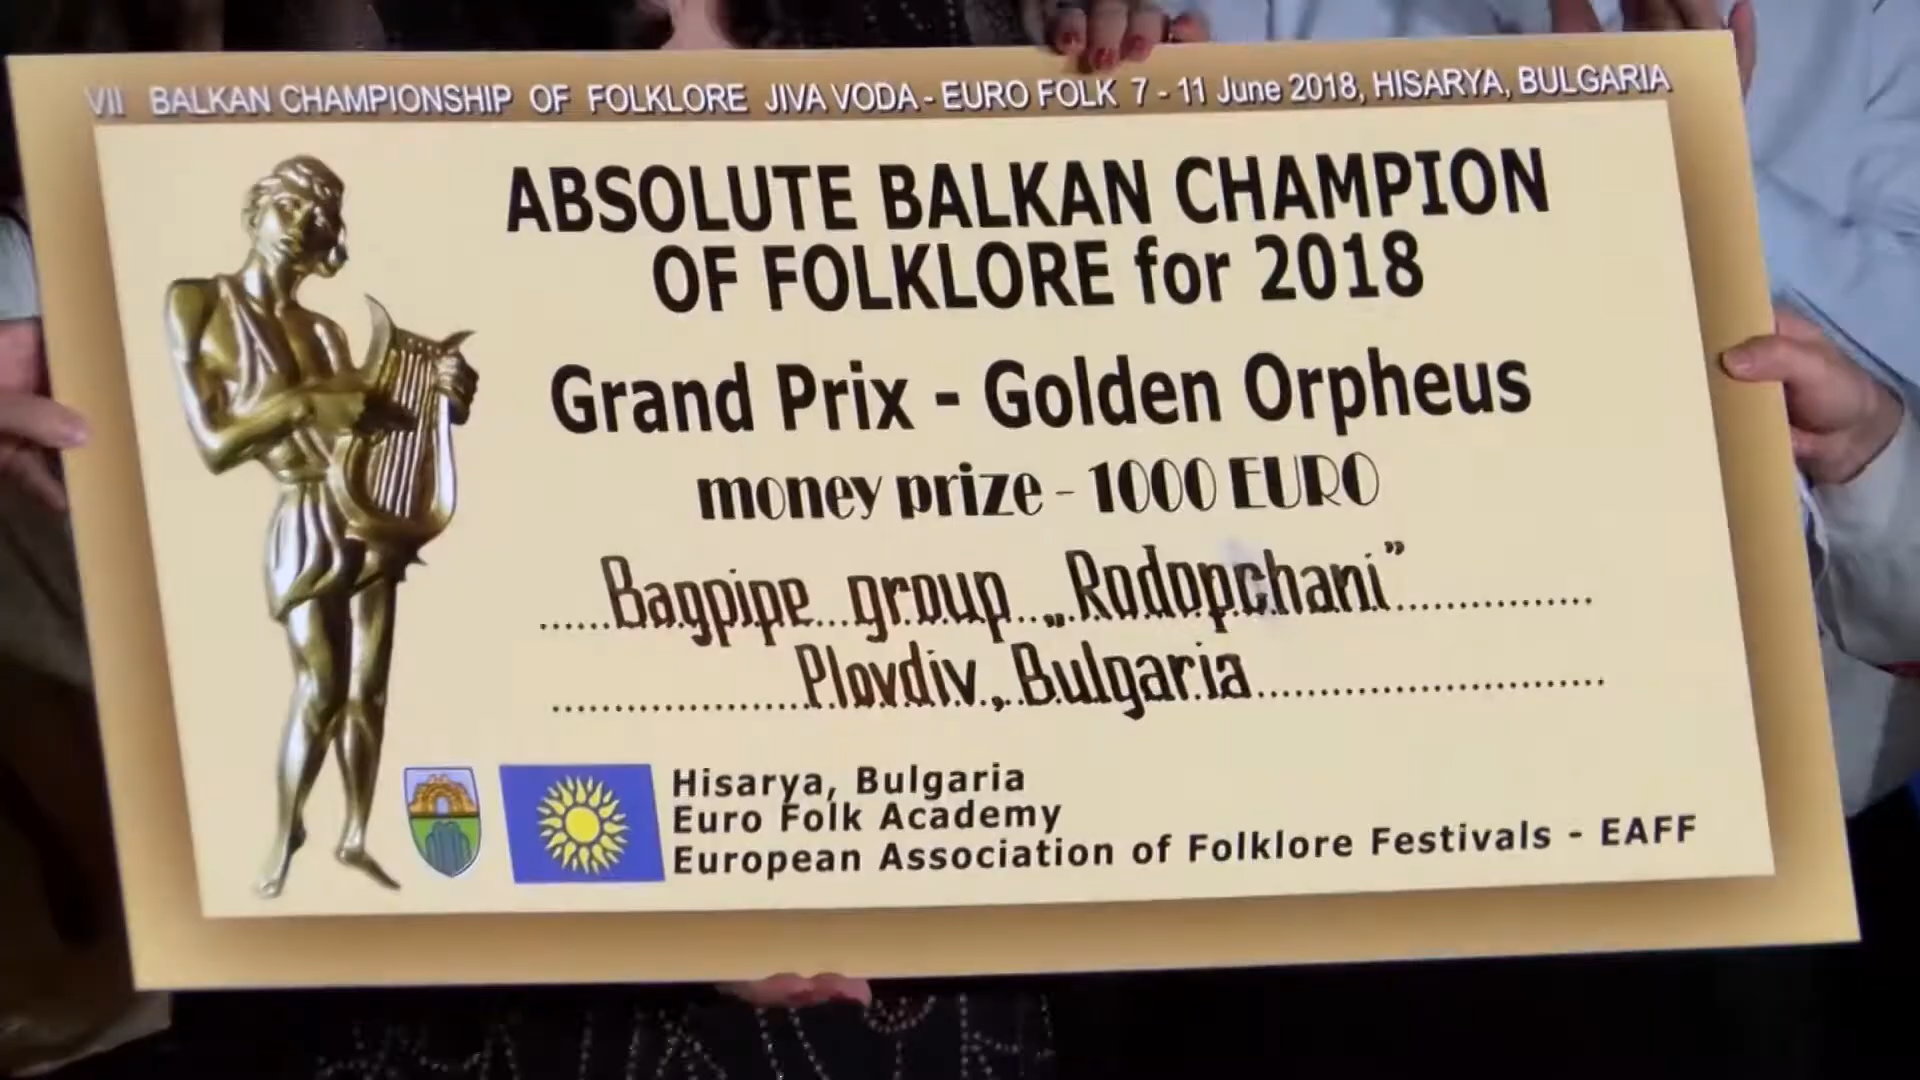 VII BALKAN CHAMPIONSHIP OF FOLKLORE JIVA VODA - EURO FOLK 7 - 11 June 2018, HISARYA, BULGARIA
ABSOLUTE BALKAN CHAMPION
OF FOLKLORE for 2018
Grand Prix - Golden Orpheus
money prize - 1000 EURO
Bagpipe group „Rodopchani”
Plovdiv, Bulgaria
Hisarya, Bulgaria
Euro Folk Academy
European Association of Folklore Festivals - EAFF